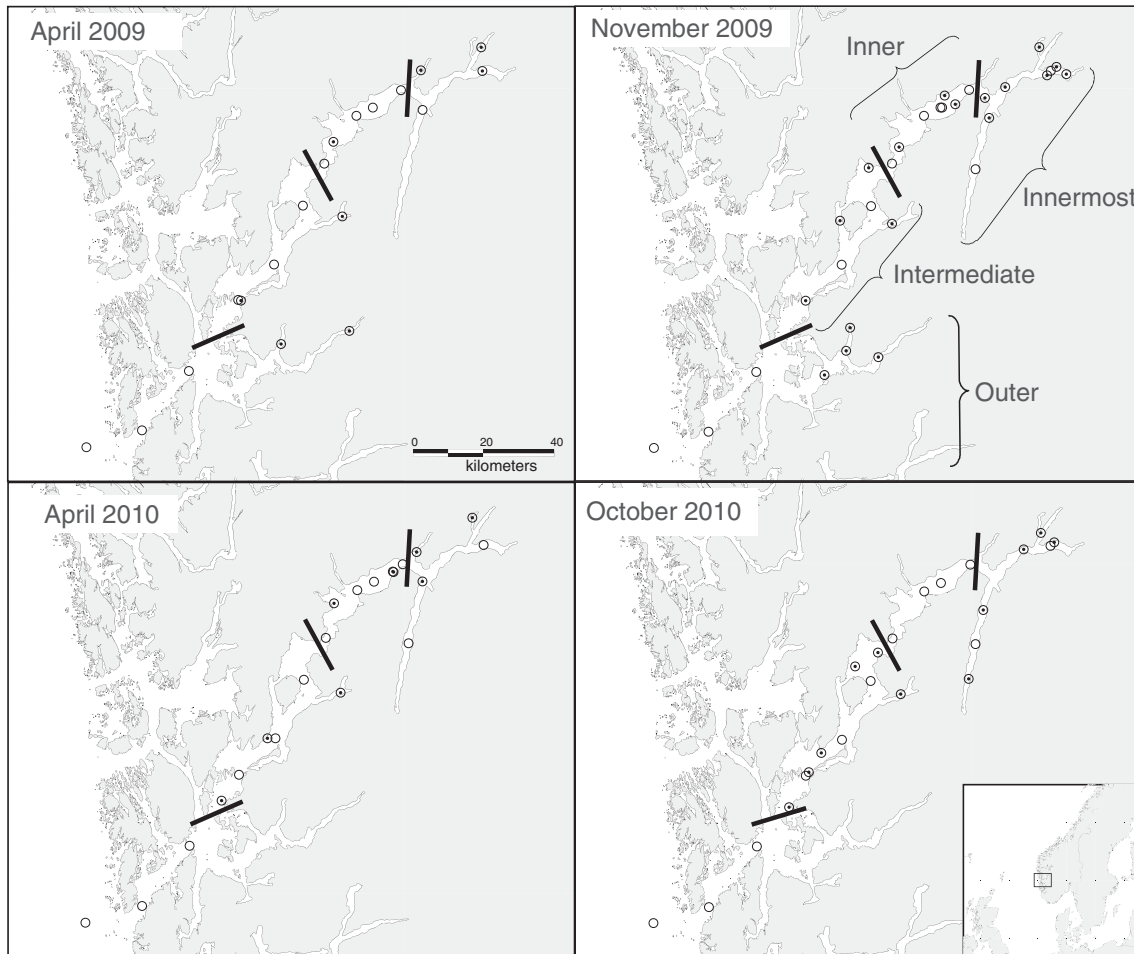 April 2009
November 2009
Inner
Innermost
Intermediate
Outer
0 20 40
kilometers
April 2010
October 2010